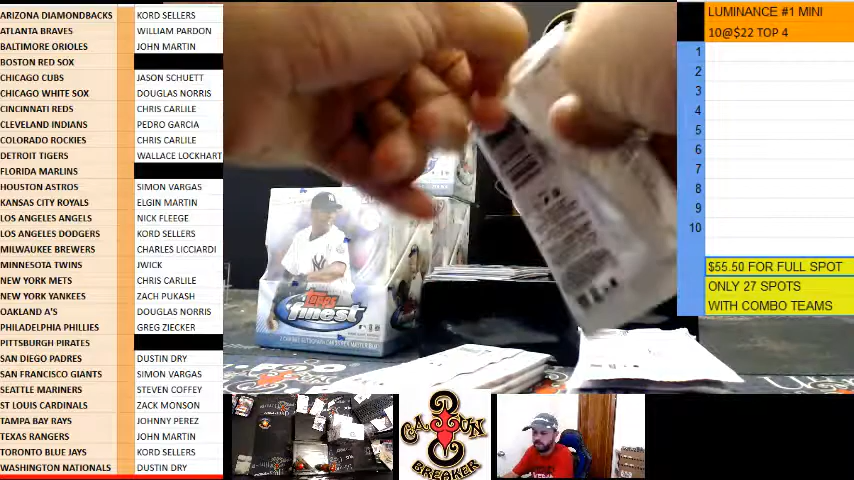 ARIZONA DIAMONDBACKS KORD SELLERS
ATLANTA BRAVES WILLIAM PARDON
BALTIMORE ORIOLES JOHN MARTIN
BOSTON RED SOX
CHICAGO CUBS JASON SCHUETT
CHICAGO WHITE SOX DOUGLAS NORRIS
CINCINNATI REDS CHRIS CARLILE
CLEVELAND INDIANS PEDRO GARCIA
COLORADO ROCKIES CHRIS CARLILE
DETROIT TIGERS WALLACE LOCKHART
FLORIDA MARLINS
HOUSTON ASTROS SIMON VARGAS
KANSAS CITY ROYALS ELGIN MARTIN
LOS ANGELES ANGELS NICK FLEEGE
LOS ANGELES DODGERS KORD SELLERS
MILWAUKEE BREWERS CHARLES LICCIARDI
MINNESOTA TWINS JWICK
NEW YORK METS CHRIS CARLILE
NEW YORK YANKEES ZACH PUKASH
OAKLAND A'S DOUGLAS NORRIS
PHILADELPHIA PHILLIES GREG ZIECKER
PITTSBURGH PIRATES
SAN DIEGO PADRES DUSTIN DRY
SAN FRANCISCO GIANTS SIMON VARGAS
SEATTLE MARINERS STEVEN COFFEY
ST LOUIS CARDINALS ZACK MONSON
TAMPA BAY RAYS JOHNNY PEREZ
TEXAS RANGERS JOHN MARTIN
TORONTO BLUE JAYS KORD SELLERS
WASHINGTON NATIONALS DUSTIN DRY
Topps
finest
CAJUN
BREAKER
LUMINANCE #1 MINI
10@$22 TOP 4
1
2
3
4
5
6
7
8
9
10
$55.50 FOR FULL SPOT
ONLY 27 SPOTS
WITH COMBO TEAMS